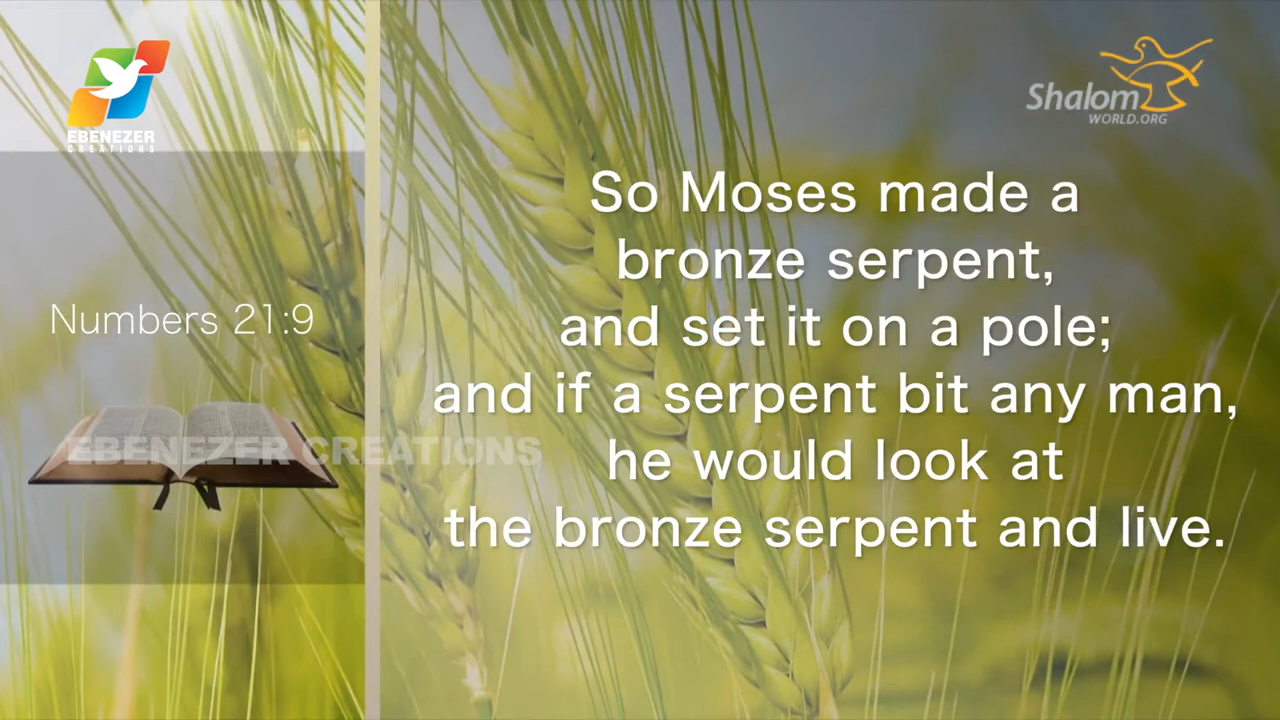 EBENEZER
CREATIONS
Shalom
WORLD.ORG
Numbers 21:9
So Moses made a
bronze serpent,
and set it on a pole;
and if a serpent bit any man,
he would look at
the bronze serpent and live.
EBENEZER CREATIONS